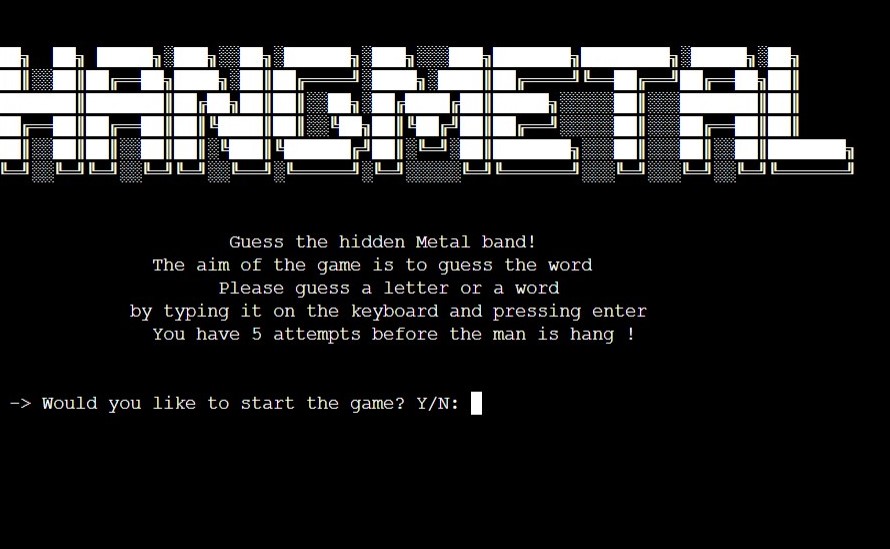 HANGMETAL
Guess the hidden Metal band!
The aim of the game is to guess the word
Please guess a letter or a word
by typing it on the keyboard and pressing enter
You have 5 attempts before the man is hang !
-> Would you like to start the game? Y/N: